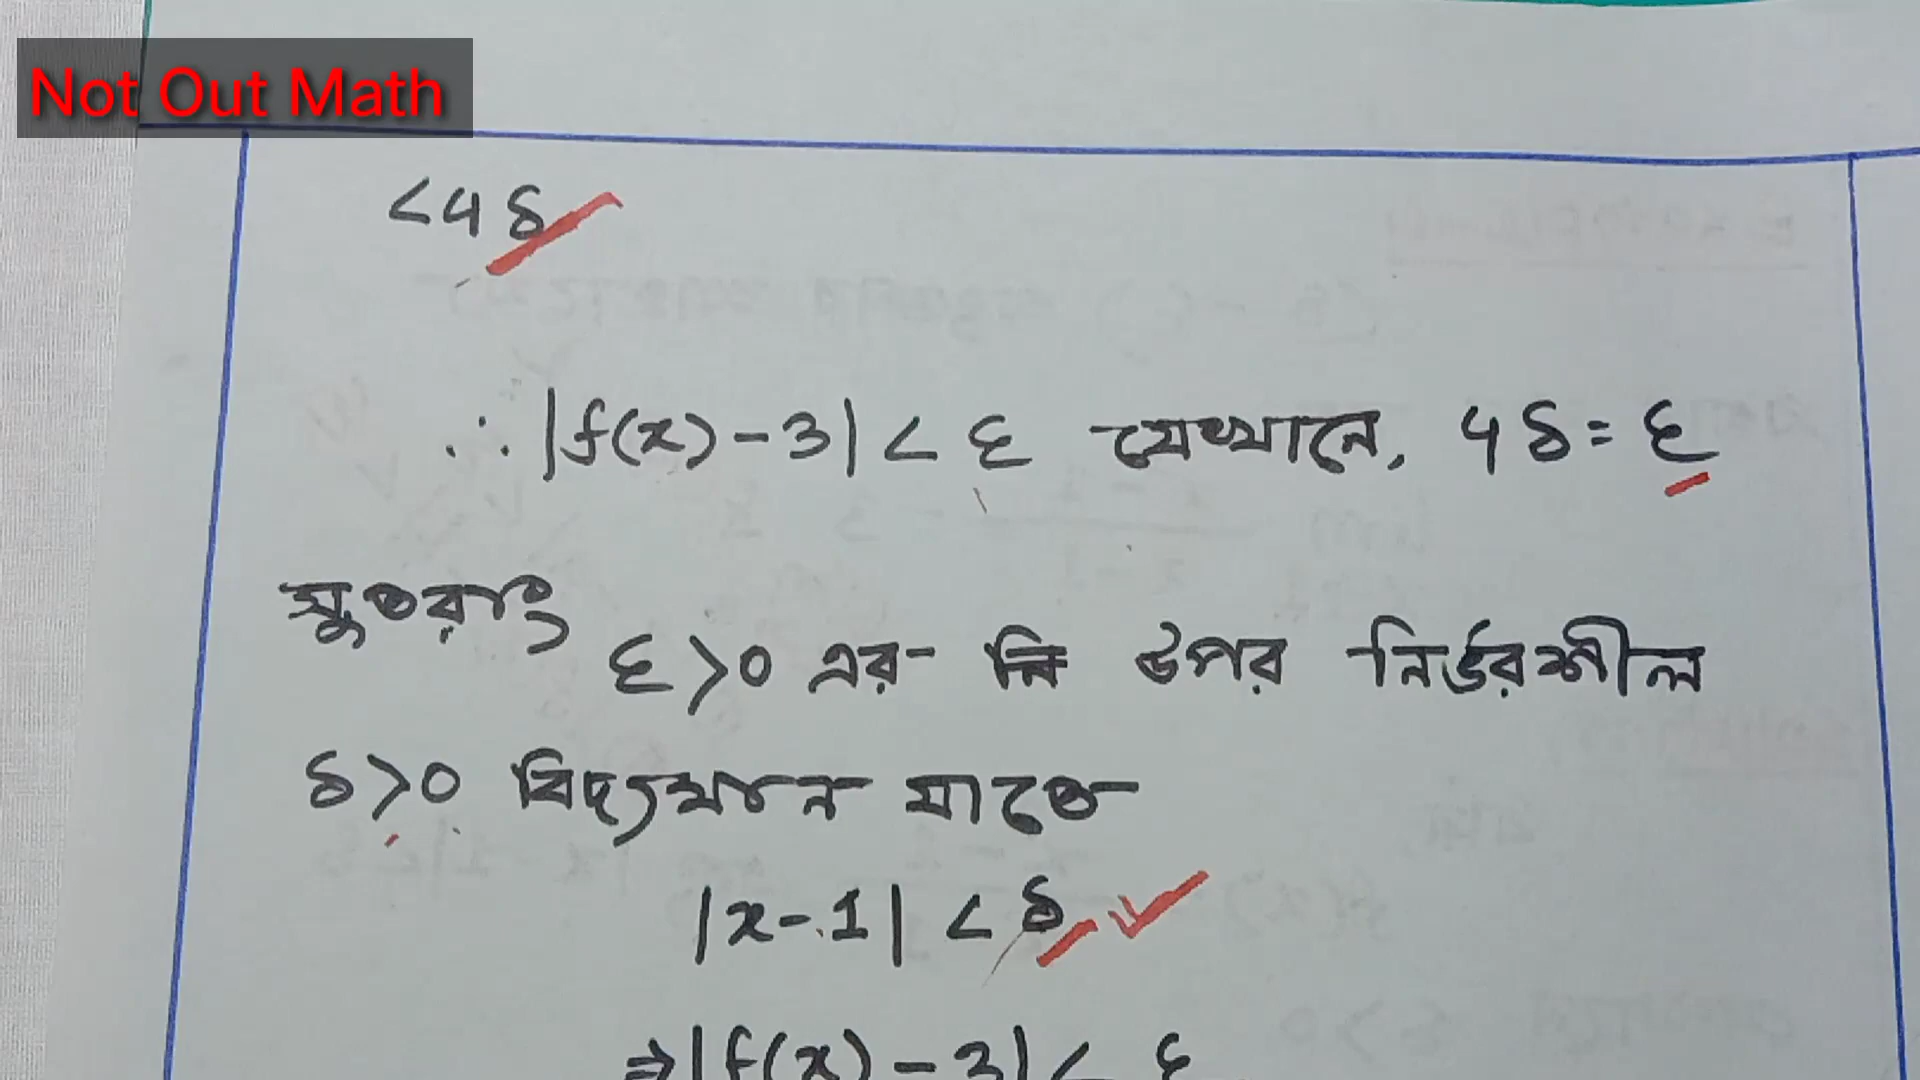 Not Out Math
<4δ
∴ |f(x)-3| < ε যেখানে, 4δ = ε
সুতরাং ε>0 এর উপর নির্ভরশীল
δ>0 বিদ্যমান যাতে
|x-1| < δ
⇒ |f(x) - 3| < ε